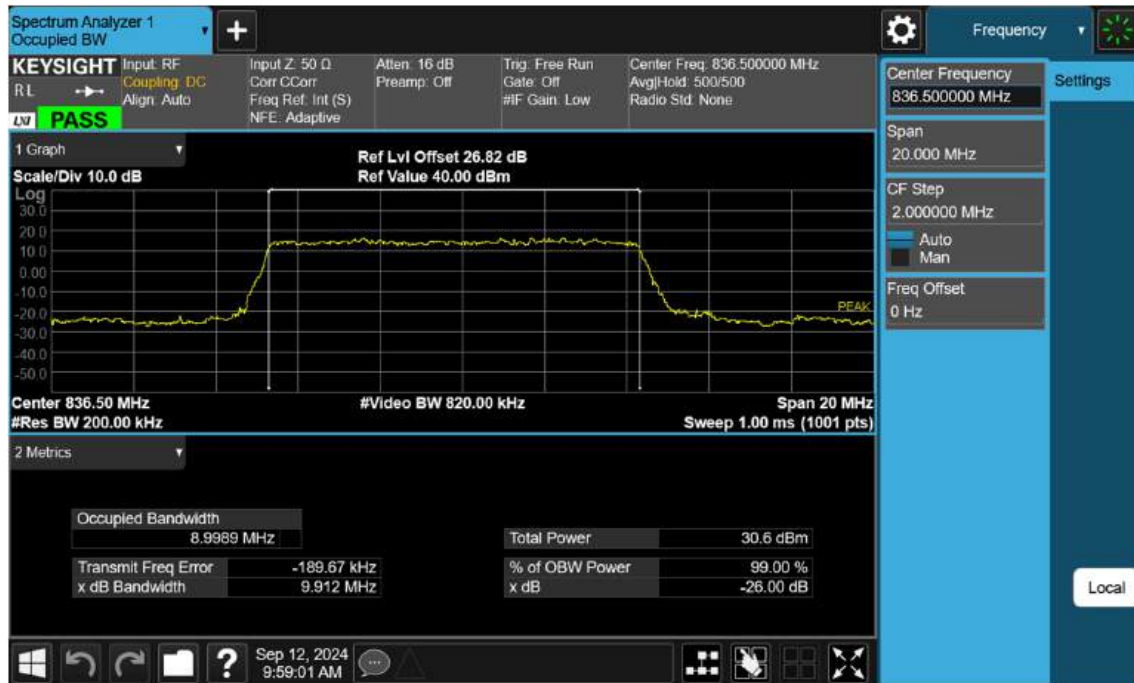 Spectrum Analyzer 1
Occupied BW
+
Frequency
KEYSIGHT
RL
LXI PASS
Input: RF
Coupling: DC
Align: Auto
Input Z: 50 Ω
Corr CCorr
Freq Ref: Int (S)
NFE: Adaptive
Atten: 16 dB
Preamp: Off
Trig: Free Run
Gate: Off
#IF Gain: Low
Center Freq: 836.500000 MHz
Avg|Hold: 500/500
Radio Std: None
Center Frequency
836.500000 MHz
Settings
Span
20.000 MHz
CF Step
2.000000 MHz
Auto
Man
Freq Offset
0 Hz
1 Graph
Scale/Div 10.0 dB
Ref Lvl Offset 26.82 dB
Ref Value 40.00 dBm
Log
30.0
20.0
10.0
0.00
-10.0
-20.0
-30.0
-40.0
-50.0
PEAK
Center 836.50 MHz
#Video BW 820.00 kHz
Span 20 MHz
#Res BW 200.00 kHz
Sweep 1.00 ms (1001 pts)
2 Metrics
Occupied Bandwidth
8.9989 MHz
Total Power 30.6 dBm
Transmit Freq Error -189.67 kHz
% of OBW Power 99.00 %
x dB Bandwidth 9.912 MHz
x dB -26.00 dB
Local
?
Sep 12, 2024
9:59:01 AM